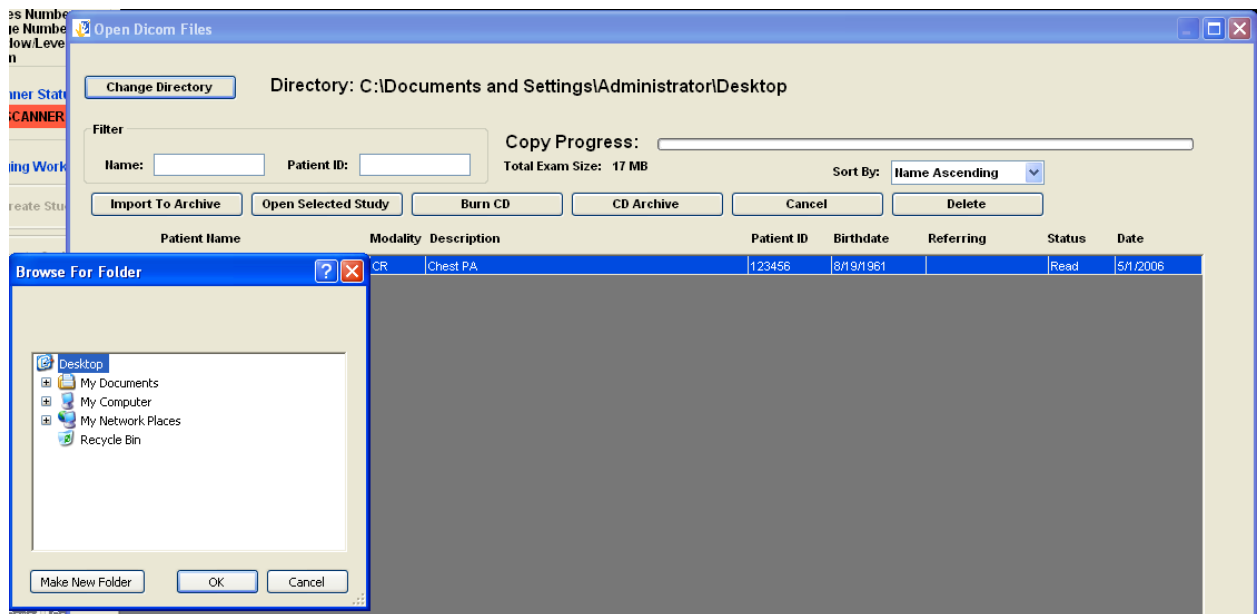 Open Dicom Files
Change Directory
Directory: C:\Documents and Settings\Administrator\Desktop
Filter
Name:
Patient ID:
Copy Progress:
Total Exam Size: 17 MB
Sort By: Name Ascending
Import To Archive
Open Selected Study
Burn CD
CD Archive
Cancel
Delete
Patient Name Modality Description Patient ID Birthdate Referring Status Date
CR Chest PA 123456 8/19/1961 Read 5/1/2006
SCANNER
Work
Browse For Folder
Desktop
My Documents
My Computer
My Network Places
Recycle Bin
Make New Folder
OK
Cancel